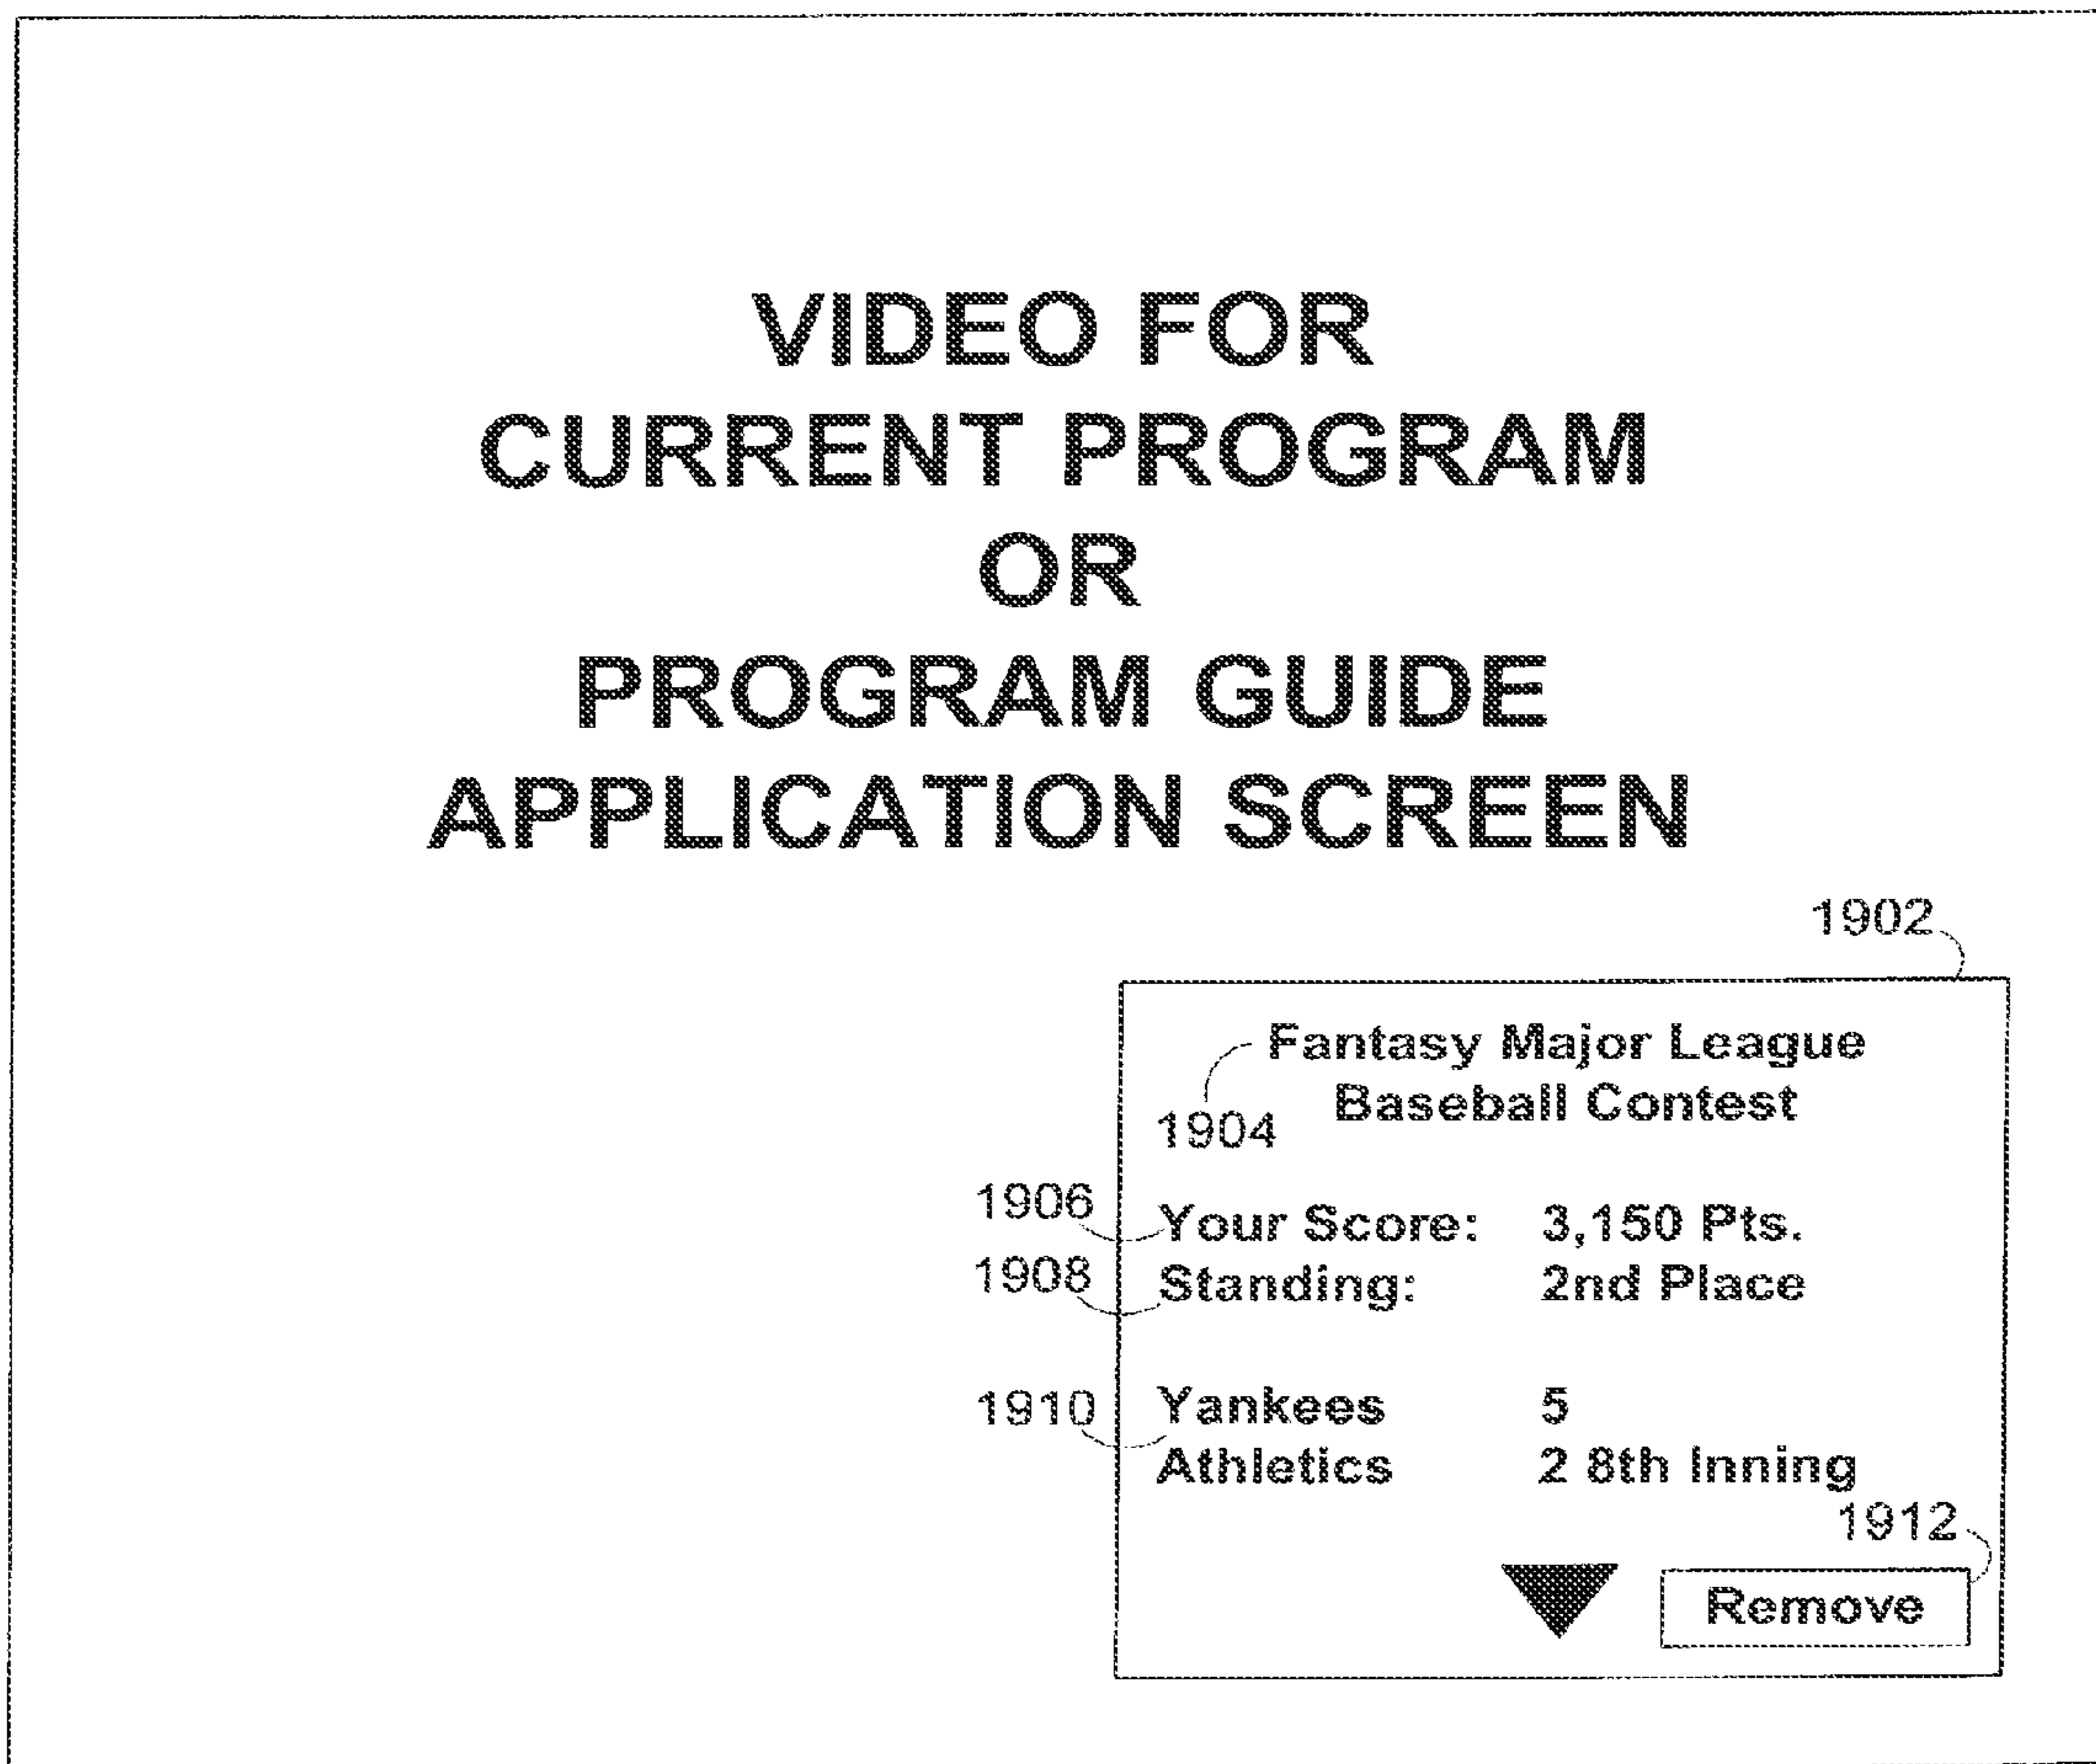 VIDEO FOR
CURRENT PROGRAM
OR
PROGRAM GUIDE
APPLICATION SCREEN
1902
Fantasy Major League
Baseball Contest
1904
1906 Your Score: 3,150 Pts.
1908 Standing: 2nd Place
1910 Yankees 5
Athletics 2 8th Inning
1912
Remove